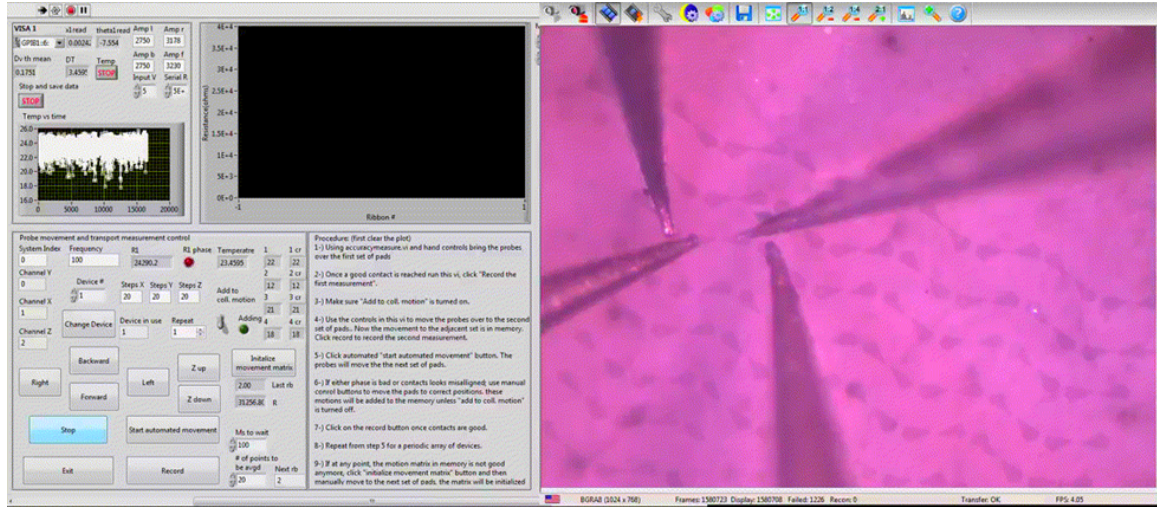 VISA 1
x1read
theta1read
Amp l
Amp r
GPIB1::6:
0.0024
-7.554
2750
3178
Dv th mean
DT
Temp
Amp b
Amp f
0.1751
3.459
STOP
2750
3230
Input V
Serial R
5
5E+
Stop and save data
STOP
Temp vs time
26.0-
24.0-
22.0-
20.0-
18.0-
16.0-
0 5000 10000 15000 20000
4E+4-
3.5E+4-
3E+4-
2.5E+4-
2E+4-
1.5E+4-
1E+4-
5E+3-
0E+0-
Resistance(ohms)
-1 1
Ribbon #
Probe movement and transport measurement control
System Index Frequency R1 R1 phase Temperatre 1 1 cr
0 100 24290.2 23.4595 22 22
Channel Y 2 2 cr
0 12 12
Device # Steps X Steps Y Steps Z Add to
1 20 20 20 coll. motion 3 3 cr
Channel X 21 21
1
Adding 4 4 cr
18 18
Channel Z
2
Change Device
Device in use Repeat
1 1
Backward
Z up
Initalize
movement matrix
Right
Left
2.00 Last rb
Forward
Z down
R
Stop
Start automated movement
Ms to wait
100
# of points to
be avgd Next rb
20 2
Exit
Record
Procedure: (first clear the plot)
1-) Using accuracymeasure.vi and hand controls bring the probes
over the first set of pads
2-) Once a good contact is reached run this vi, click "Record the
first measurement".
3-) Make sure "Add to coll. motion" is turned on.
4-) Use the controls in this vi to move the probes over to the second
set of pads.. Now the movement to the adjacent set is in memory.
Click record to record the second measurement.
5-) Click automated "start automated movement" button. The
probes will move the the next set of pads.
6-) If either phase is bad or contacts looks misalligned; use manual
conrol buttons to move the pads to correct positions. these
motions will be added to the memory unless "add to coll. motion"
is turned off.
7-) Click on the record button once contacts are good.
8-) Repeat from step 5 for a periodic array of devices.
9-) If at any point, the motion matrix in memory is not good
anymore, click "initialize movement matrix" button and then
manually move to the next set of pads, the matrix will be initialized
1:1 1:2 1:4 2:1
BGRA8 (1024 x 768) Frames: 1580723 Display: 1580708 Failed: 1226 Recon: 0 Transfer: OK FPS: 4.05